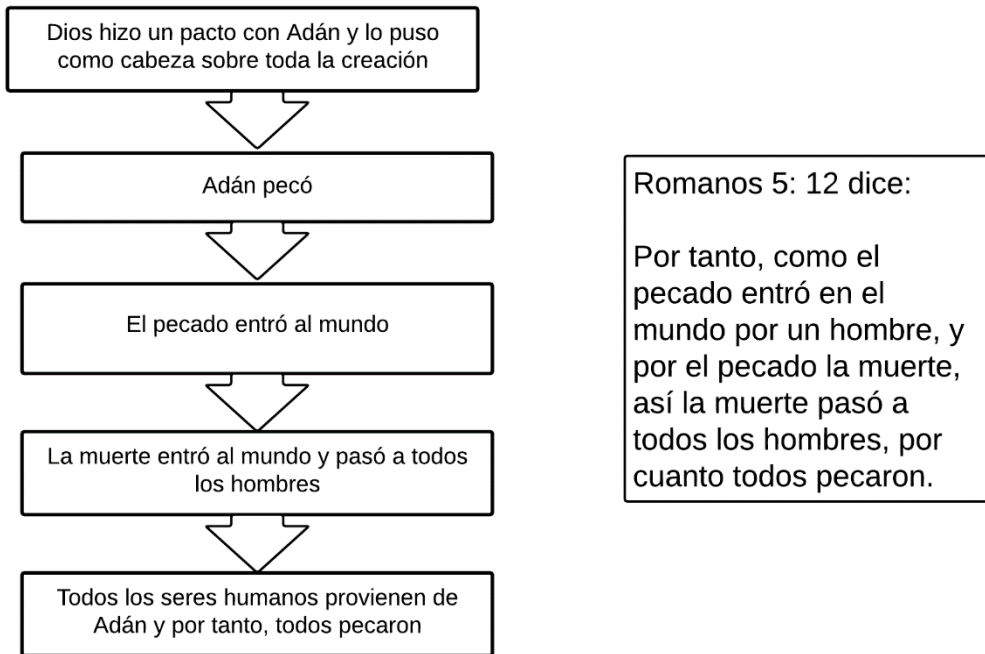 Dios hizo un pacto con Adán y lo puso
como cabeza sobre toda la creación
Adán pecó
El pecado entró al mundo
La muerte entró al mundo y pasó a todos
los hombres
Todos los seres humanos provienen de
Adán y por tanto, todos pecaron
Romanos 5: 12 dice:
Por tanto, como el
pecado entró en el
mundo por un hombre, y
por el pecado la muerte,
así la muerte pasó a
todos los hombres, por
cuanto todos pecaron.